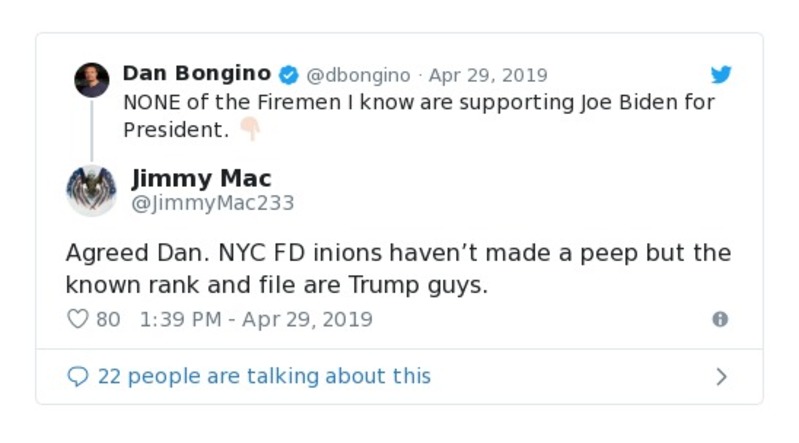 Dan Bongino @dbongino · Apr 29, 2019
NONE of the Firemen I know are supporting Joe Biden for
President. 👇🏻
Jimmy Mac
@JimmyMac233
Agreed Dan. NYC FD inions haven’t made a peep but the
known rank and file are Trump guys.
80 1:39 PM - Apr 29, 2019
22 people are talking about this